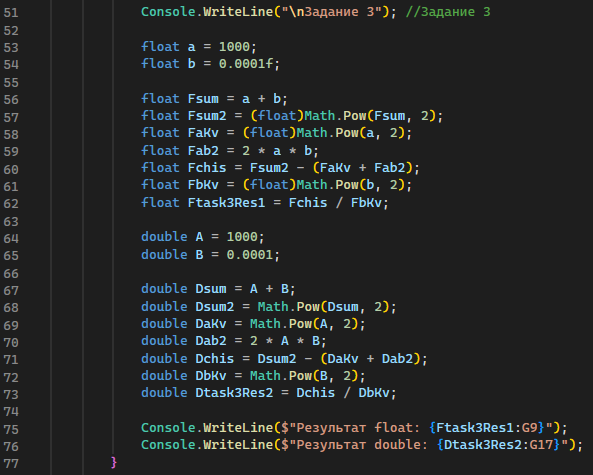 51 Console.WriteLine("\nЗадание 3"); //Задание 3
52
53 float a = 1000;
54 float b = 0.0001f;
55
56 float Fsum = a + b;
57 float Fsum2 = (float)Math.Pow(Fsum, 2);
58 float FaKv = (float)Math.Pow(a, 2);
59 float Fab2 = 2 * a * b;
60 float Fchis = Fsum2 - (FaKv + Fab2);
61 float FbKv = (float)Math.Pow(b, 2);
62 float Ftask3Res1 = Fchis / FbKv;
63
64 double A = 1000;
65 double B = 0.0001;
66
67 double Dsum = A + B;
68 double Dsum2 = Math.Pow(Dsum, 2);
69 double DaKv = Math.Pow(A, 2);
70 double Dab2 = 2 * A * B;
71 double Dchis = Dsum2 - (DaKv + Dab2);
72 double DbKv = Math.Pow(B, 2);
73 double Dtask3Res2 = Dchis / DbKv;
74
75 Console.WriteLine($"Результат float: {Ftask3Res1:G9}");
76 Console.WriteLine($"Результат double: {Dtask3Res2:G17}");
77 }